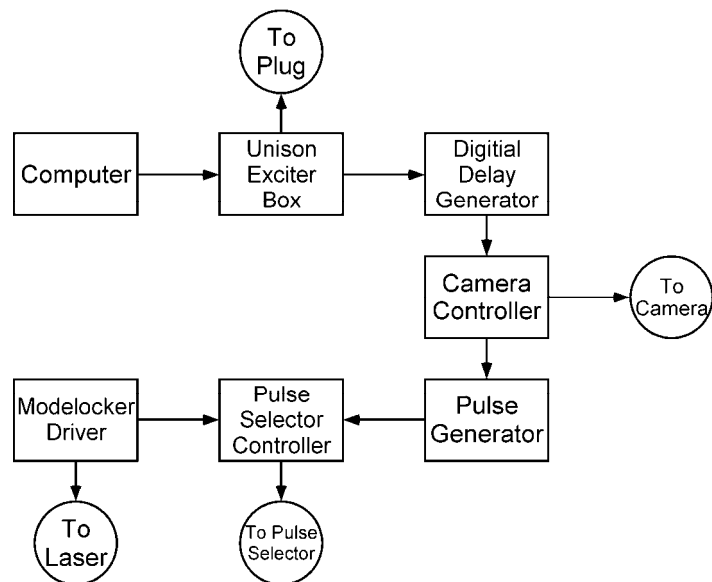 To
Plug
Computer
Unison
Exciter
Box
Digitial
Delay
Generator
Camera
Controller
To
Camera
Modelocker
Driver
Pulse
Selector
Controller
Pulse
Generator
To
Laser
To Pulse
Selector